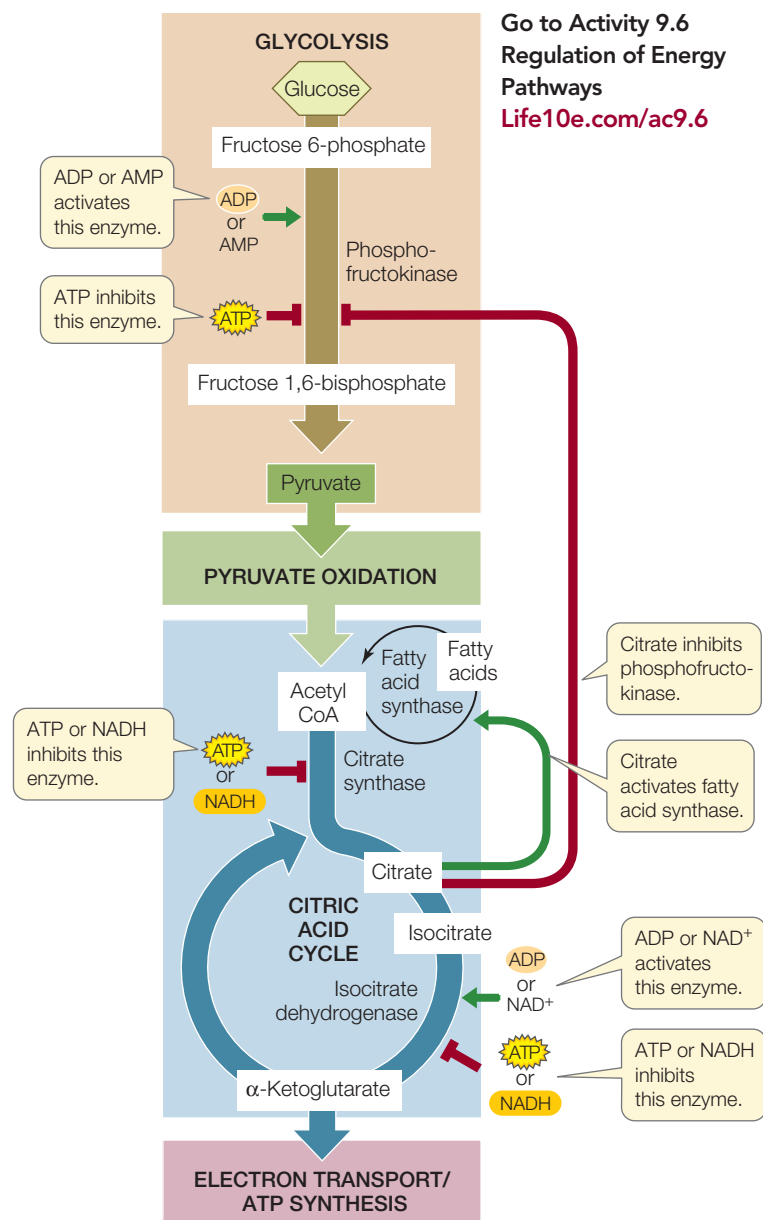 Go to Activity 9.6
Regulation of Energy
Pathways
Life10e.com/ac9.6
GLYCOLYSIS
Glucose
Fructose 6-phosphate
ADP or AMP
activates
this enzyme.
ADP
or
AMP
Phospho-
fructokinase
ATP inhibits
this enzyme.
ATP
Fructose 1,6-bisphosphate
Pyruvate
PYRUVATE OXIDATION
Fatty
acids
Fatty
acid
synthase
Acetyl
CoA
Citrate inhibits
phosphofructo-
kinase.
ATP or NADH
inhibits this
enzyme.
ATP
or
NADH
Citrate
synthase
Citrate
activates fatty
acid synthase.
Citrate
CITRIC
ACID
CYCLE
Isocitrate
Isocitrate
dehydrogenase
ADP
or
NAD+
ADP or NAD+
activates
this enzyme.
ATP
or
NADH
ATP or NADH
inhibits
this enzyme.
α-Ketoglutarate
ELECTRON TRANSPORT/
ATP SYNTHESIS